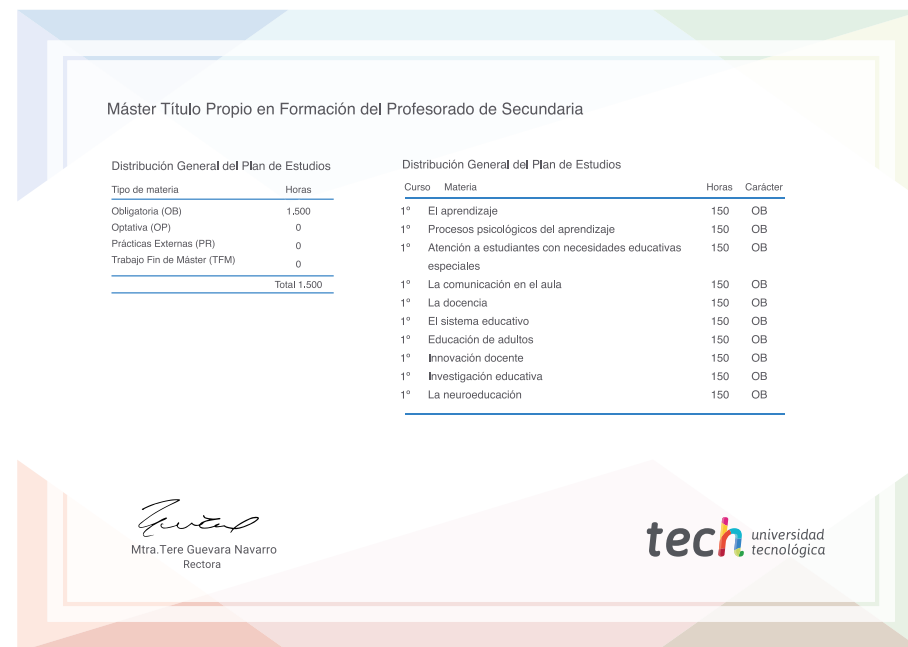 Máster Título Propio en Formación del Profesorado de Secundaria
Distribución General del Plan de Estudios
Tipo de materia Horas
Obligatoria (OB) 1.500
Optativa (OP) 0
Prácticas Externas (PR) 0
Trabajo Fin de Máster (TFM) 0
Total 1.500
Distribución General del Plan de Estudios
Curso Materia Horas Carácter
1º El aprendizaje 150 OB
1º Procesos psicológicos del aprendizaje 150 OB
1º Atención a estudiantes con necesidades educativas 150 OB
especiales
1º La comunicación en el aula 150 OB
1º La docencia 150 OB
1º El sistema educativo 150 OB
1º Educación de adultos 150 OB
1º Innovación docente 150 OB
1º Investigación educativa 150 OB
1º La neuroeducación 150 OB
Mtra.Tere Guevara Navarro
Rectora
tech universidad
tecnológica